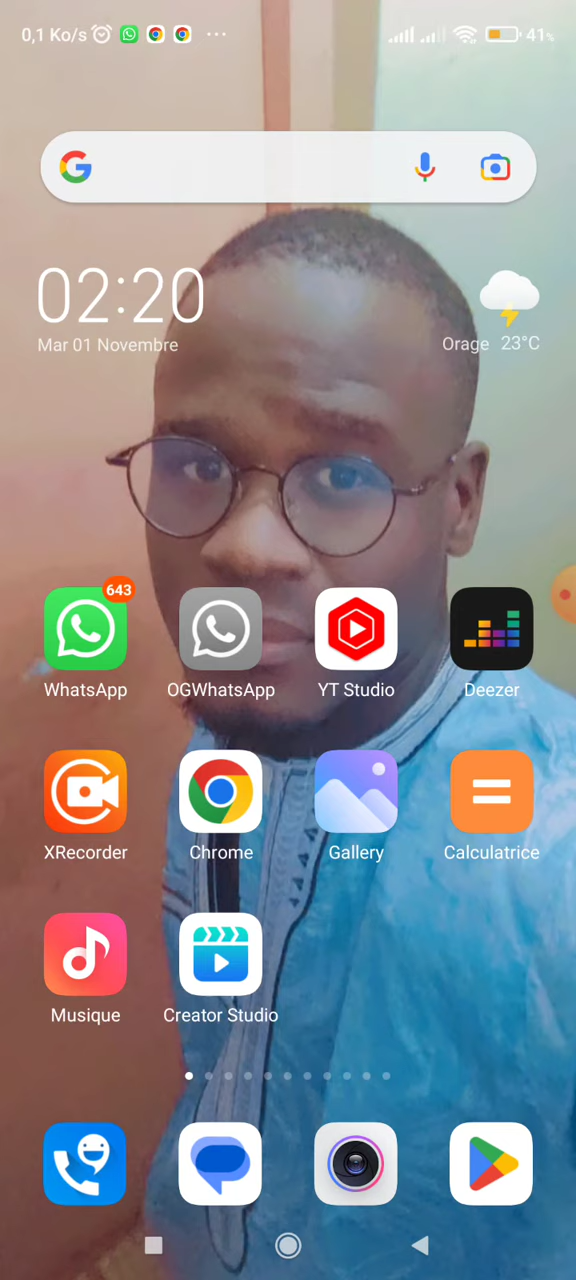 0,1 Ko/s 41%
02:20
Mar 01 Novembre
Orage 23°C
643
WhatsApp OGWhatsApp YT Studio Deezer
XRecorder Chrome Gallery Calculatrice
Musique Creator Studio